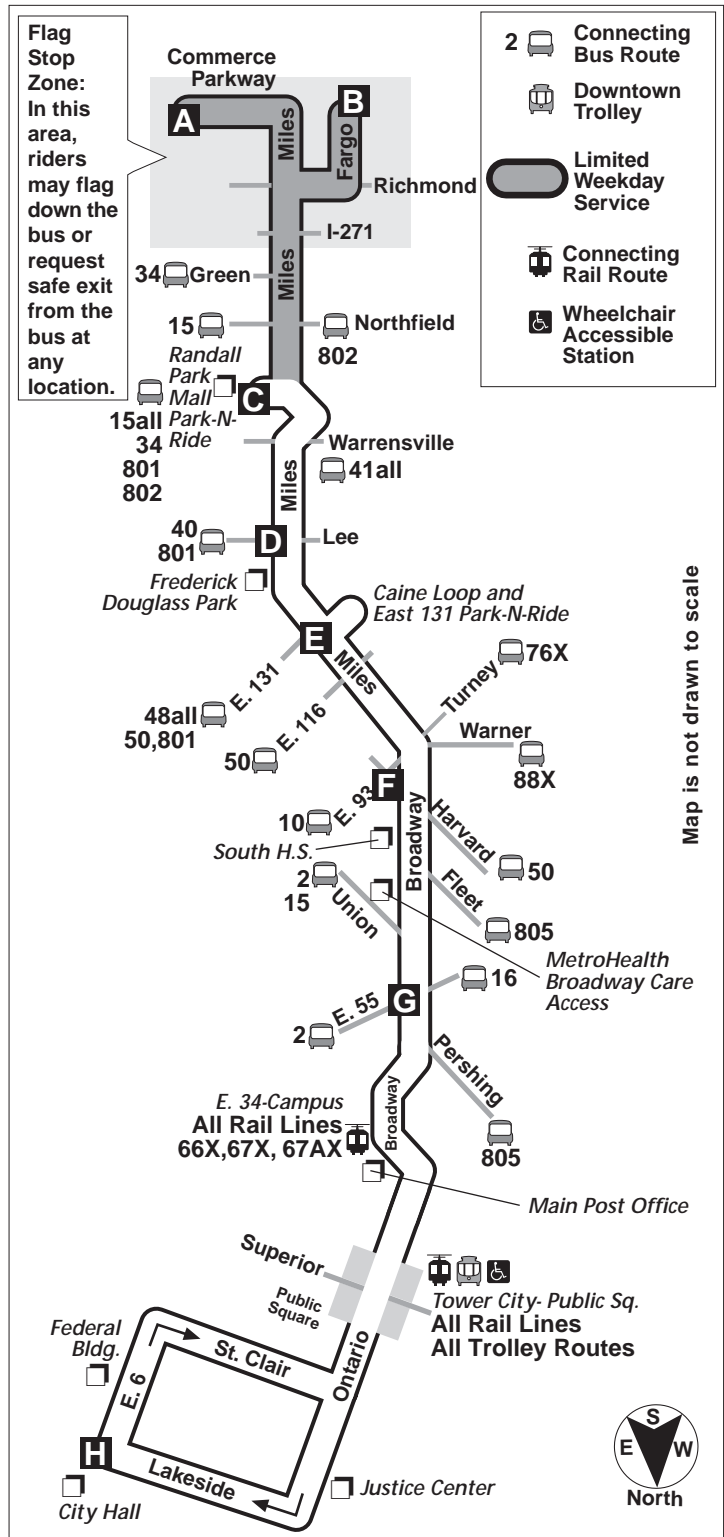 Flag
Stop
Zone:
In this
area,
riders
may flag
down the
bus or
request
safe exit
from the
bus at
any
location.
2 Connecting
Bus Route
Downtown
Trolley
Limited
Weekday
Service
Connecting
Rail Route
Wheelchair
Accessible
Station
Commerce
Parkway
A
B
Miles
Fargo
Richmond
I-271
34 Green
Miles
15
Northfield
802
Randall
Park
Mall
Park-N-
Ride
C
15all
34
801
802
Warrensville
41all
Miles
40
801
D
Lee
Frederick
Douglass Park
Caine Loop and
East 131 Park-N-Ride
E
Miles
E. 131
48all
50,801
E. 116
50
Turney
76X
Warner
88X
F
E. 93
10
South H.S.
Broadway
Harvard
50
2
15
Union
Fleet
805
MetroHealth
Broadway Care
Access
G
16
E. 55
2
Pershing
805
Broadway
E. 34-Campus
All Rail Lines
66X,67X, 67AX
Main Post Office
Superior
Public
Square
Tower City- Public Sq.
All Rail Lines
All Trolley Routes
Ontario
Federal
Bldg.
St. Clair
E. 6
H
Lakeside
City Hall
Justice Center
Map is not drawn to scale
S
E W
North